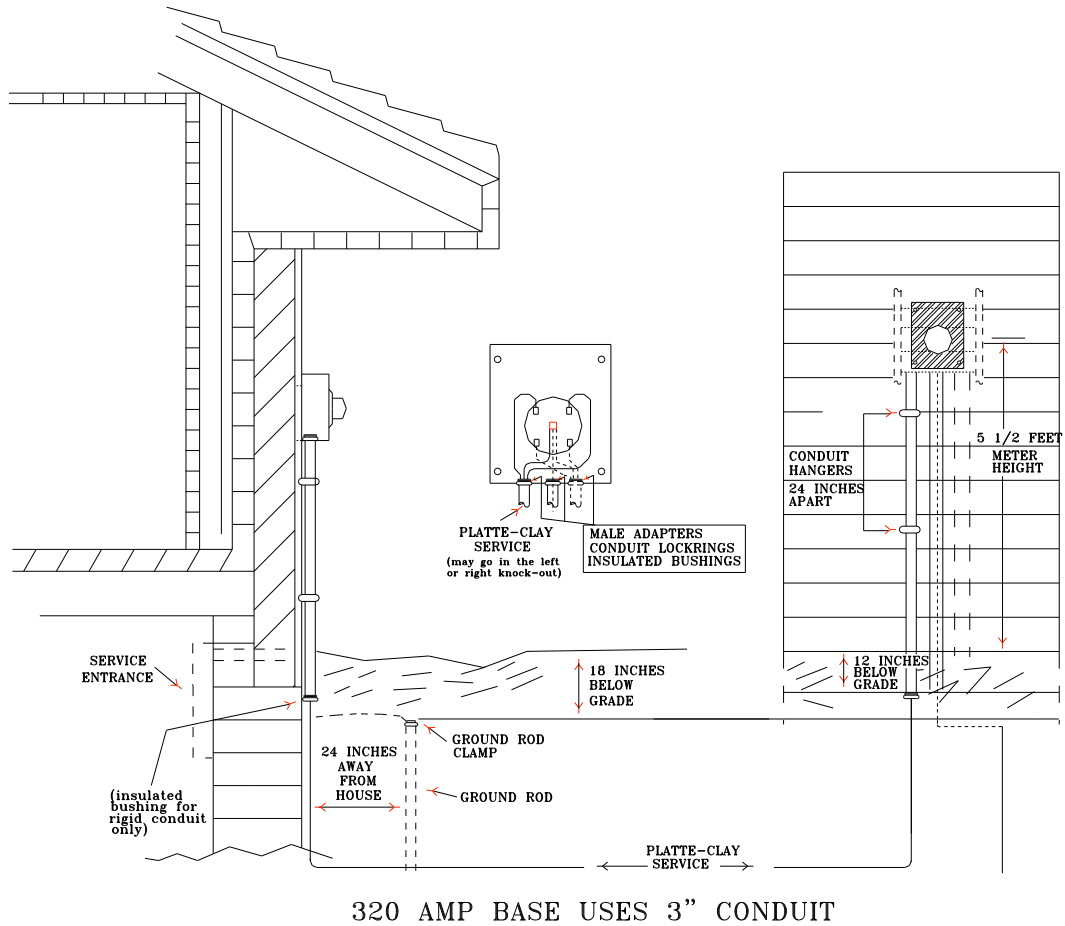 5 1/2 FEET
METER
HEIGHT
CONDUIT
HANGERS
24 INCHES
APART
PLATTE-CLAY
SERVICE
(may go in the left
or right knock-out)
MALE ADAPTERS
CONDUIT LOCKRINGS
INSULATED BUSHINGS
SERVICE
ENTRANCE
18 INCHES
BELOW
GRADE
12 INCHES
BELOW
GRADE
GROUND ROD
CLAMP
24 INCHES
AWAY
FROM
HOUSE
GROUND ROD
(insulated
bushing for
rigid conduit
only)
PLATTE-CLAY
SERVICE
320 AMP BASE USES 3” CONDUIT